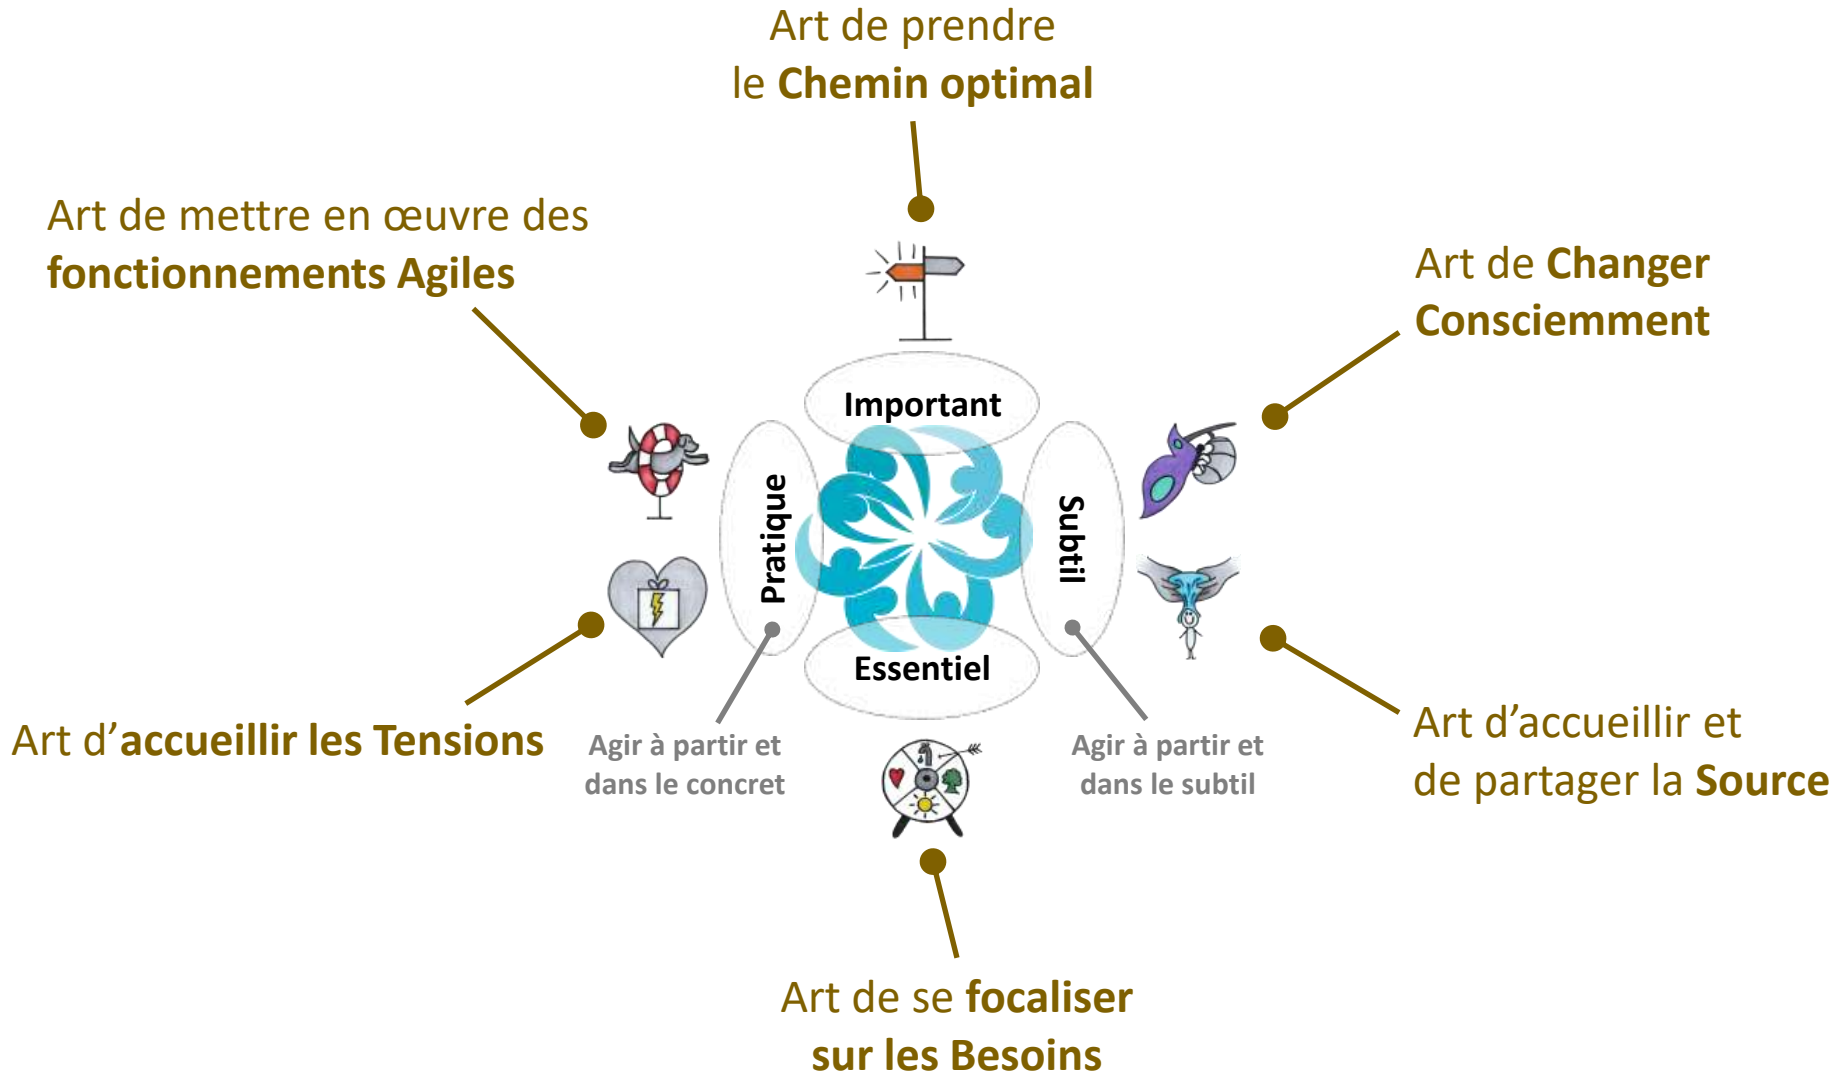 Art de prendre
le Chemin optimal
Art de mettre en œuvre des
fonctionnements Agiles
Art de Changer
Consciemment
Important
Pratique
Subtil
Essentiel
Art d’accueillir les Tensions
Agir à partir et
dans le concret
Agir à partir et
dans le subtil
Art d’accueillir et
de partager la Source
Art de se focaliser
sur les Besoins